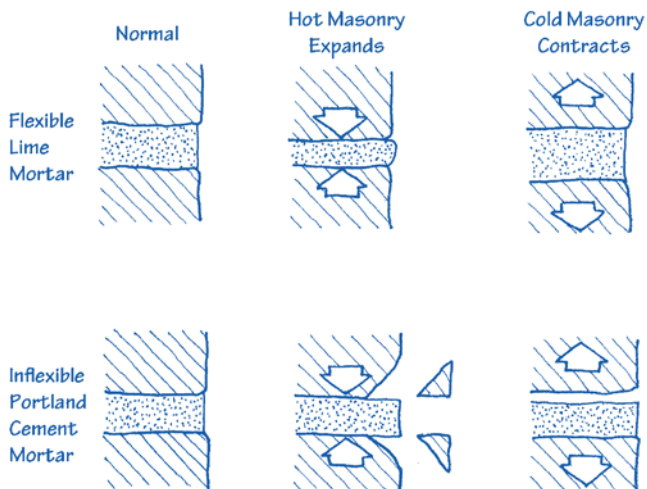 Normal
Hot Masonry
Expands
Cold Masonry
Contracts
Flexible
Lime
Mortar
Inflexible
Portland
Cement
Mortar